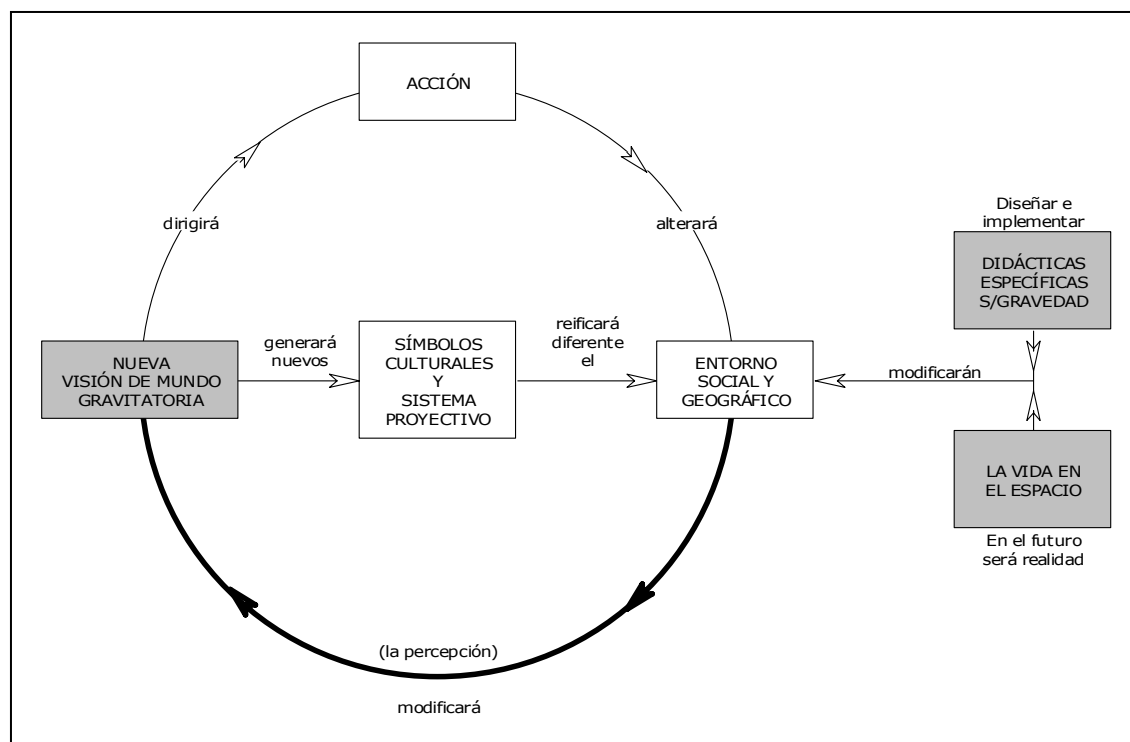 ACCIÓN
dirigirá
alterará
Diseñar e
implementar
DIDÁCTICAS
ESPECÍFICAS
S/GRAVEDAD
NUEVA
VISIÓN DE MUNDO
GRAVITATORIA
generará
nuevos
SÍMBOLOS
CULTURALES
Y
SISTEMA
PROYECTIVO
reificará
diferente
el
ENTORNO
SOCIAL Y
GEOGRÁFICO
modificarán
LA VIDA EN
EL ESPACIO
En el futuro
será realidad
(la percepción)
modificará